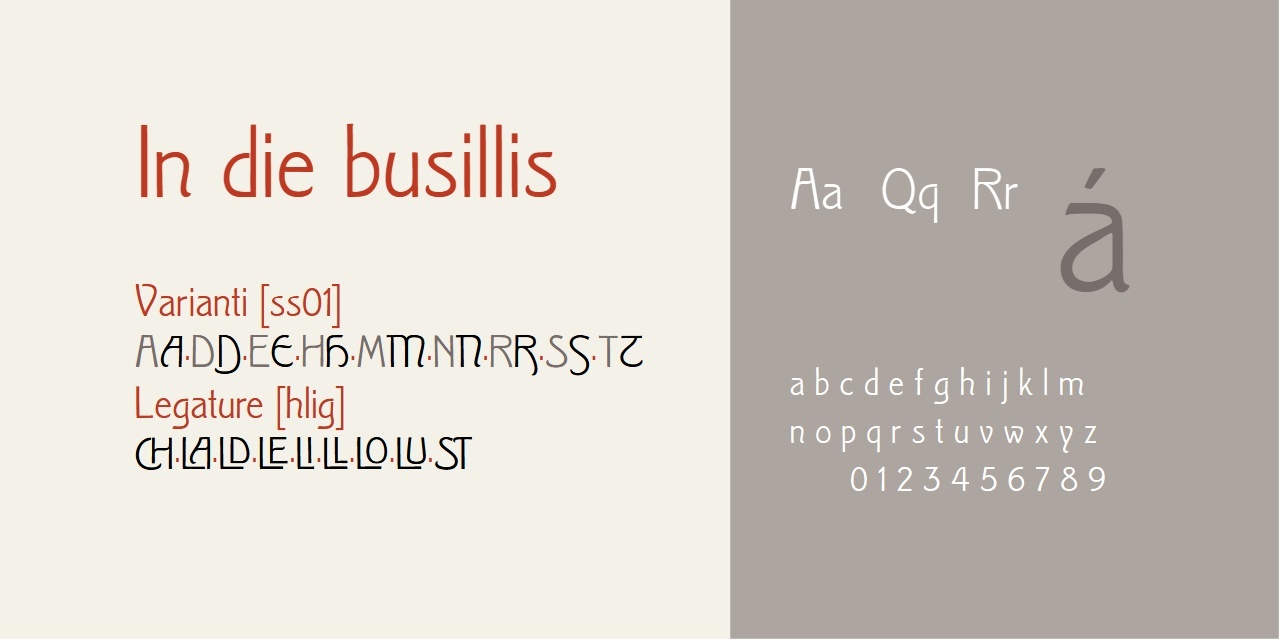 In die busillis
Varianti [ss01]
AA·DD·EE·HH·MM·NN·RR·SS·TT
Legature [hlig]
CH·LA·LD·LE·LI·LL·LO·LU·ST
Aa Qq Rr
á
a b c d e f g h i j k l m
n o p q r s t u v w x y z
0 1 2 3 4 5 6 7 8 9